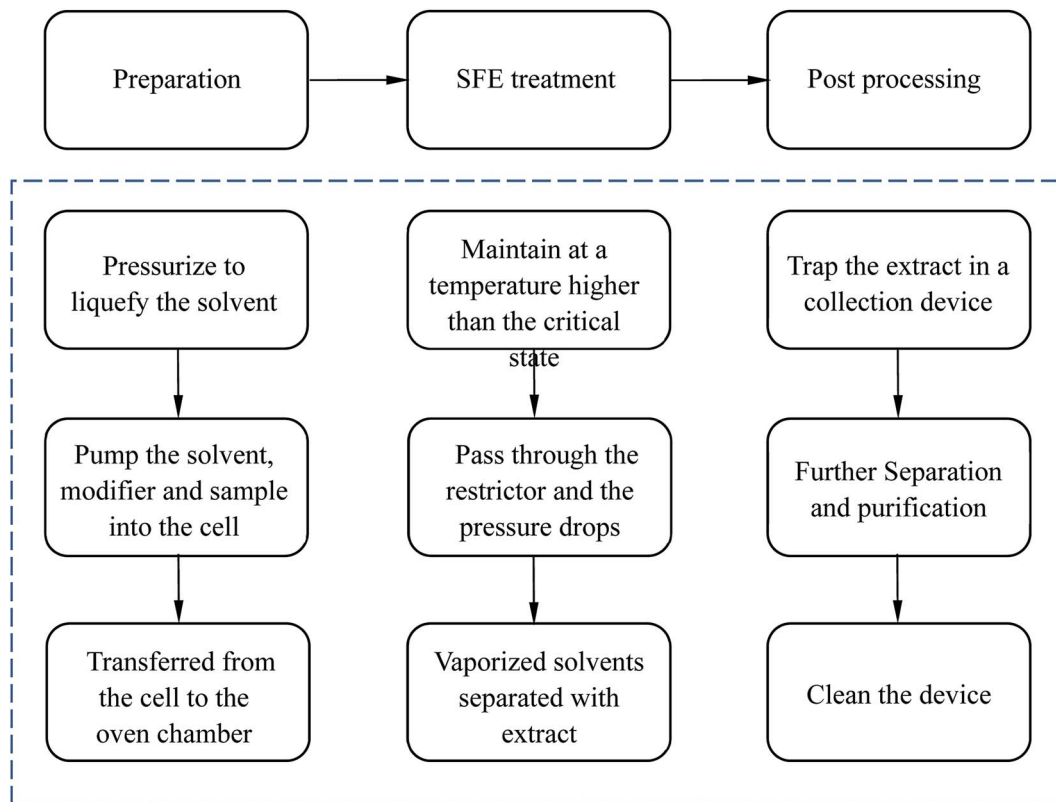 Preparation
SFE treatment
Post processing
Pressurize to
liquefy the solvent
Pump the solvent,
modifier and sample
into the cell
Transferred from
the cell to the
oven chamber
Maintain at a
temperature higher
than the critical
state
Pass through the
restrictor and the
pressure drops
Vaporized solvents
separated with
extract
Trap the extract in a
collection device
Further Separation
and purification
Clean the device